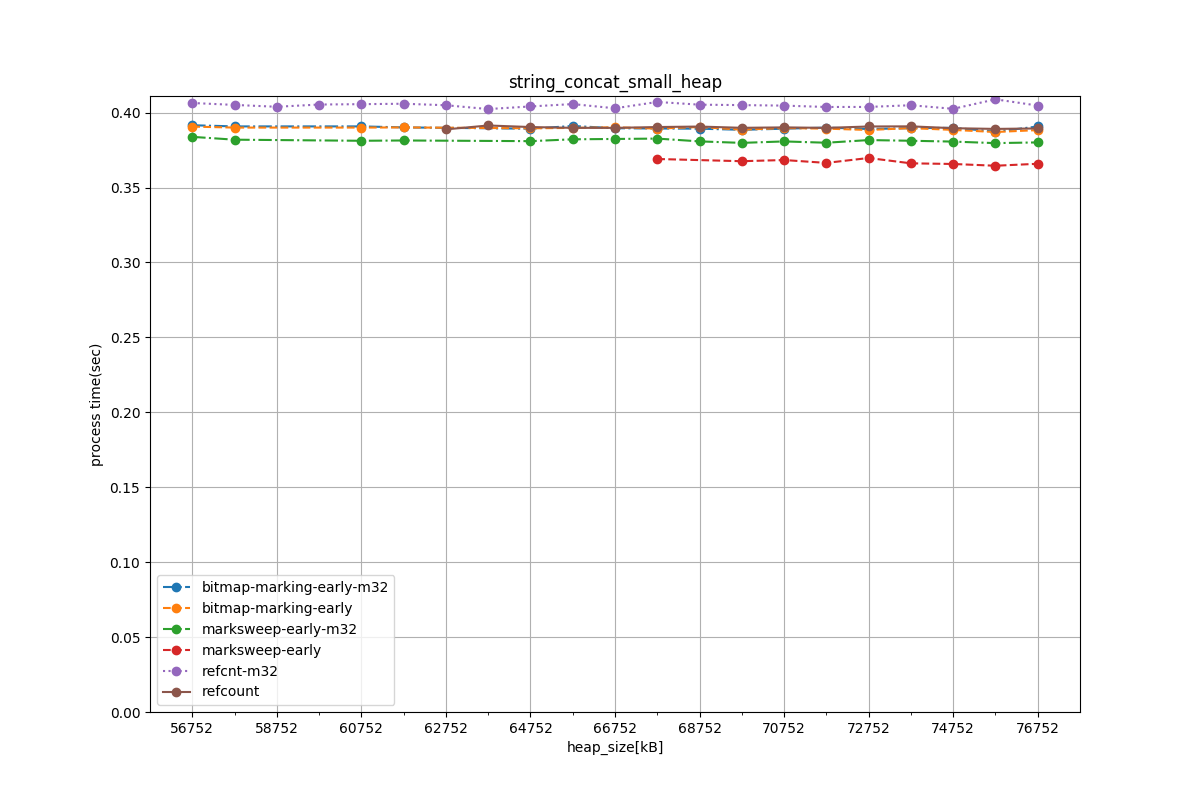 string_concat_small_heap
process time(sec)
0.40
0.35
0.30
0.25
0.20
0.15
0.10
0.05
0.00
bitmap-marking-early-m32
bitmap-marking-early
marksweep-early-m32
marksweep-early
refcnt-m32
refcount
56752 58752 60752 62752 64752 66752 68752 70752 72752 74752 76752
heap_size[kB]